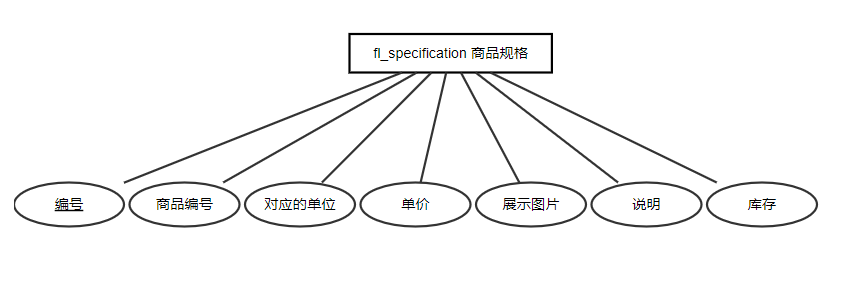 fl_specification 商品规格
编号
商品编号
对应的单位
单价
展示图片
说明
库存